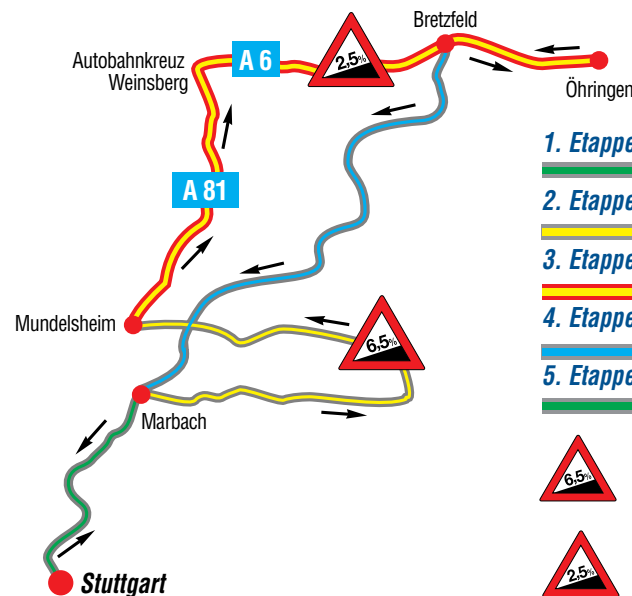 Bretzfeld
Autobahnkreuz
Weinsberg
A 6
2,5%
Öhringen
A 81
1. Etappe
2. Etappe
3. Etappe
4. Etappe
5. Etappe
Mundelsheim
6,5%
Marbach
6,5%
2,5%
Stuttgart